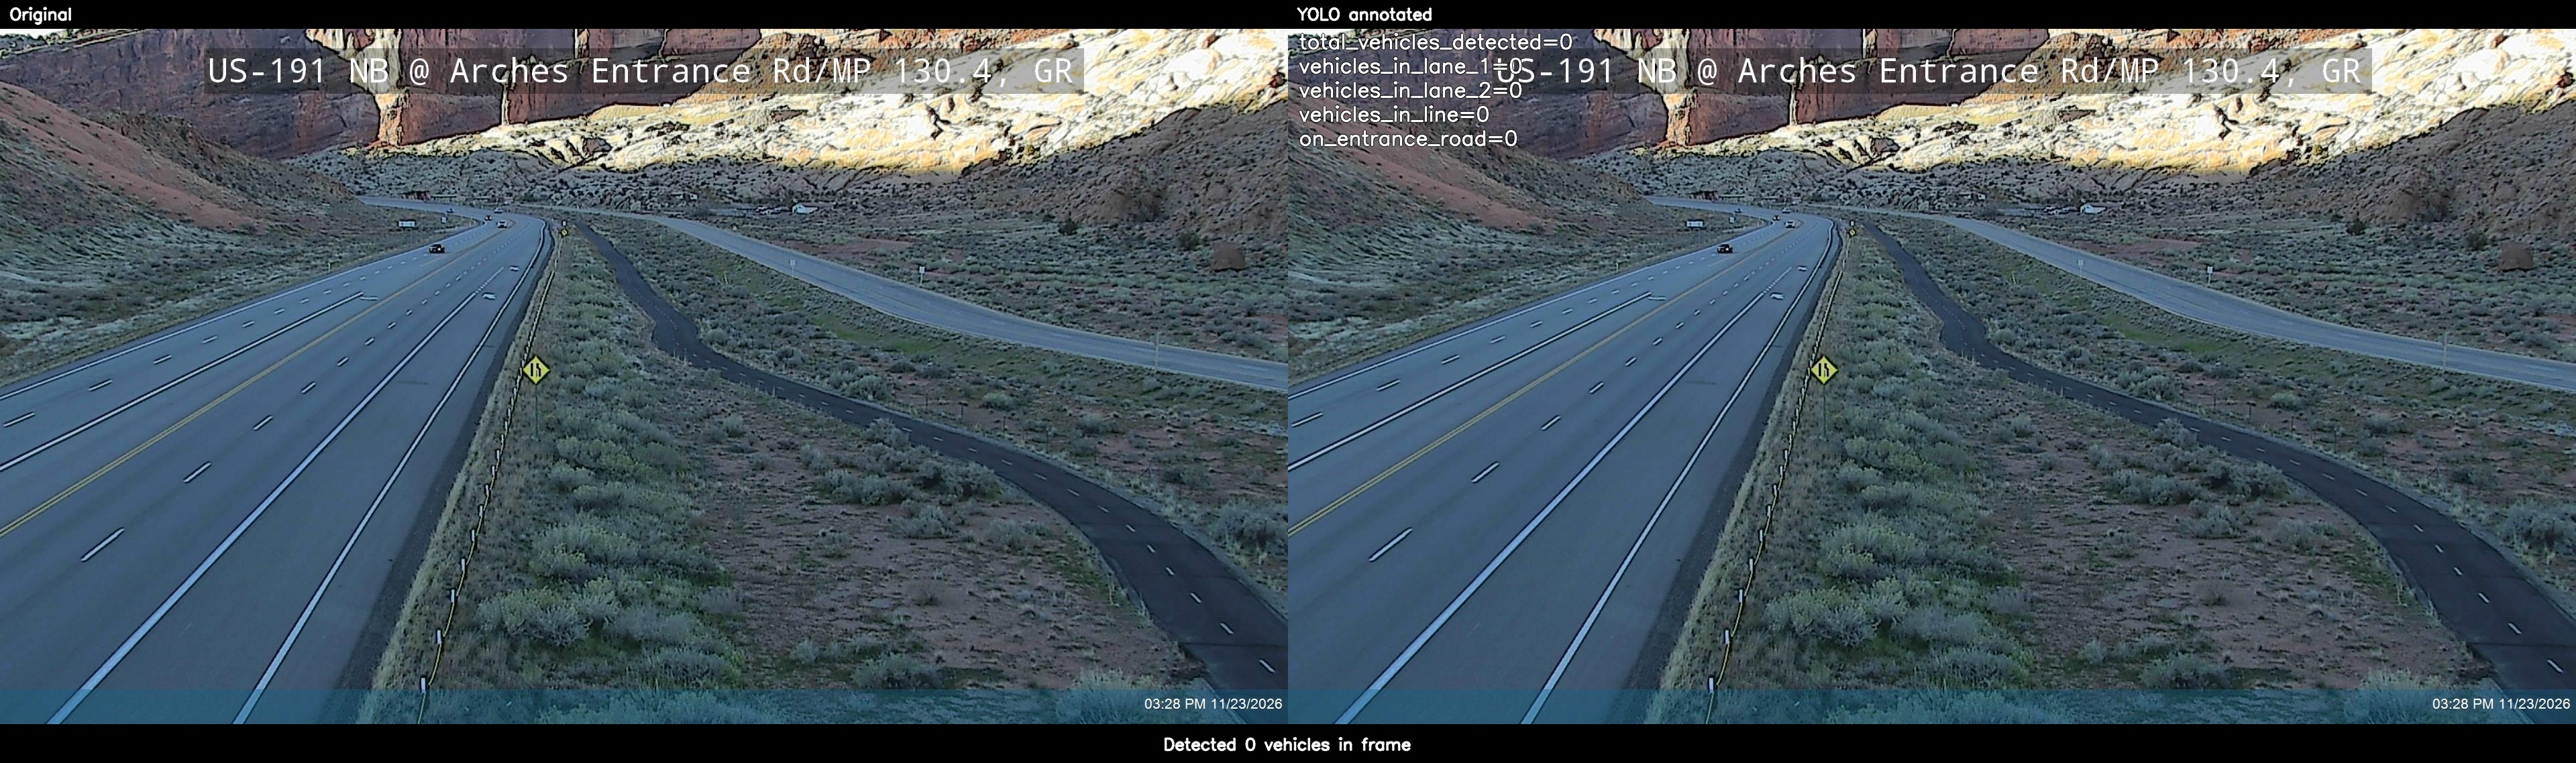 Original
US-191 NB @ Arches Entrance Rd/MP 130.4, GR
03:28 PM 11/23/2026
YOLO annotated
total_vehicles_detected=0
vehicles_in_lane_1=0
US-191 NB @ Arches Entrance Rd/MP 130.4, GR
vehicles_in_lane_2=0
vehicles_in_line=0
on_entrance_road=0
03:28 PM 11/23/2026
Detected 0 vehicles in frame